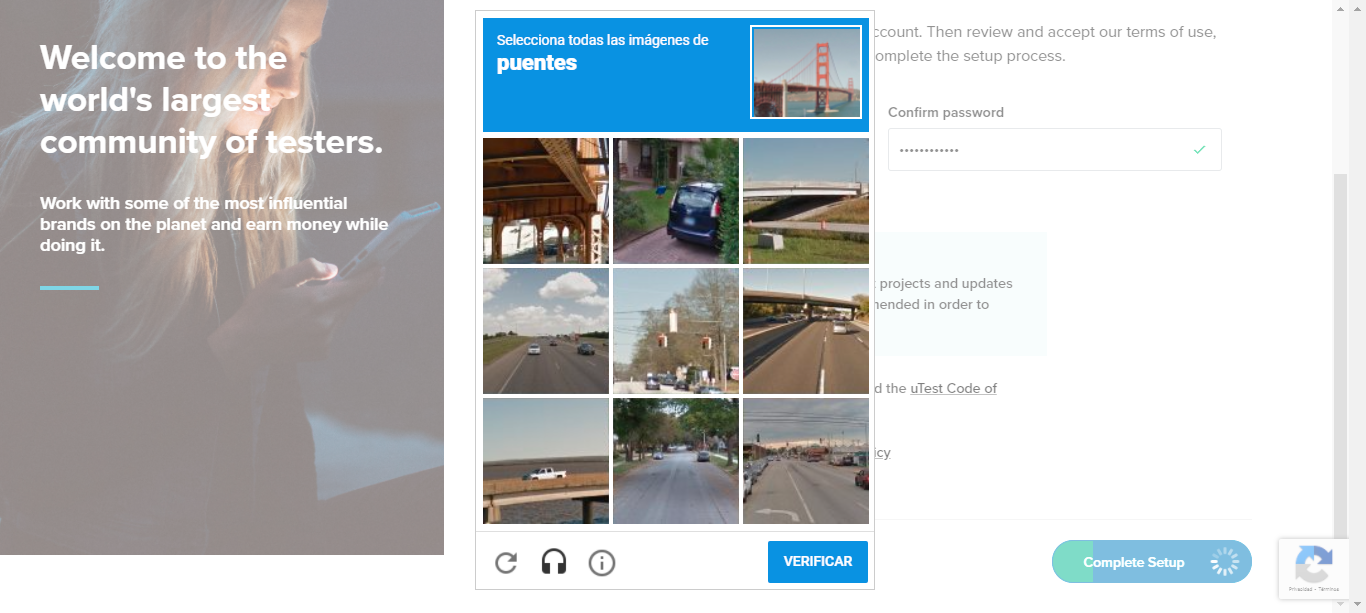 Welcome to the
world's largest
community of testers.
Work with some of the most influential
brands on the planet and earn money while
doing it.
Selecciona todas las imágenes de
puentes
VERIFICAR
ccount. Then review and accept our terms of use,
omplete the setup process.
Confirm password
••••••••••••
projects and updates
nended in order to
d the uTest Code of
icy
Complete Setup
Privacidad - Términos